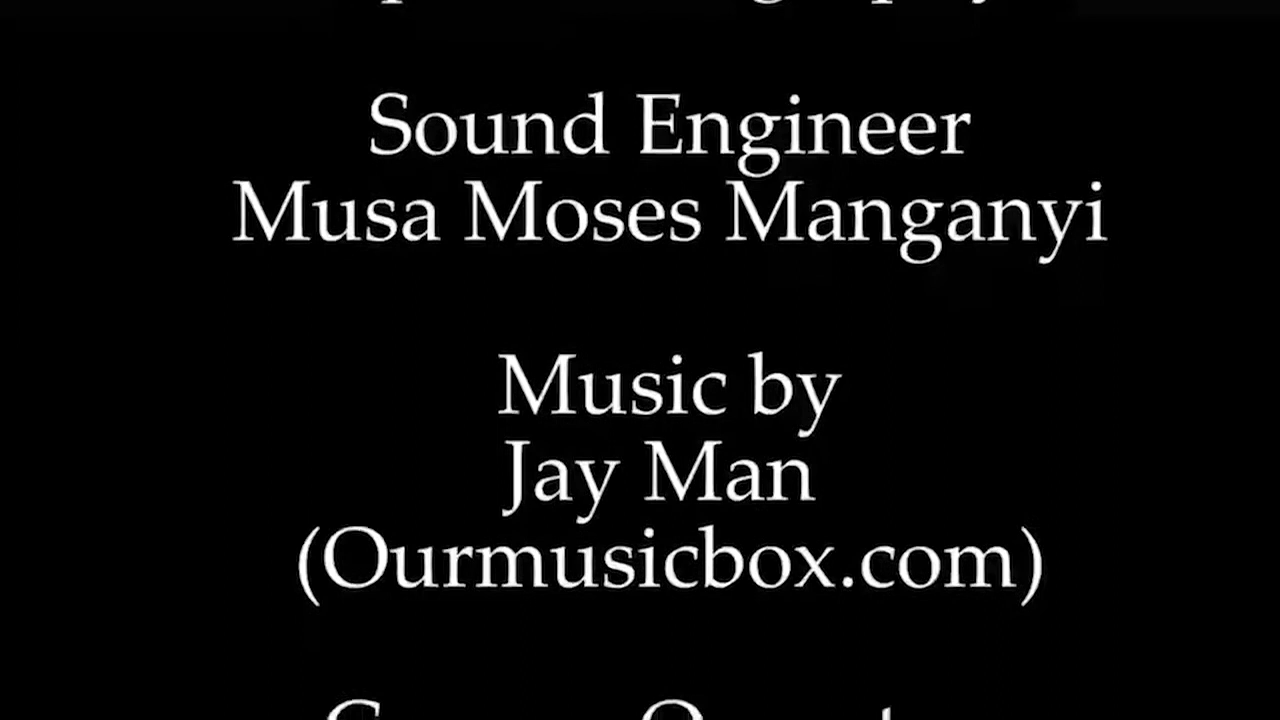 Sound Engineer
Musa Moses Manganyi
Music by
Jay Man
(Ourmusicbox.com)